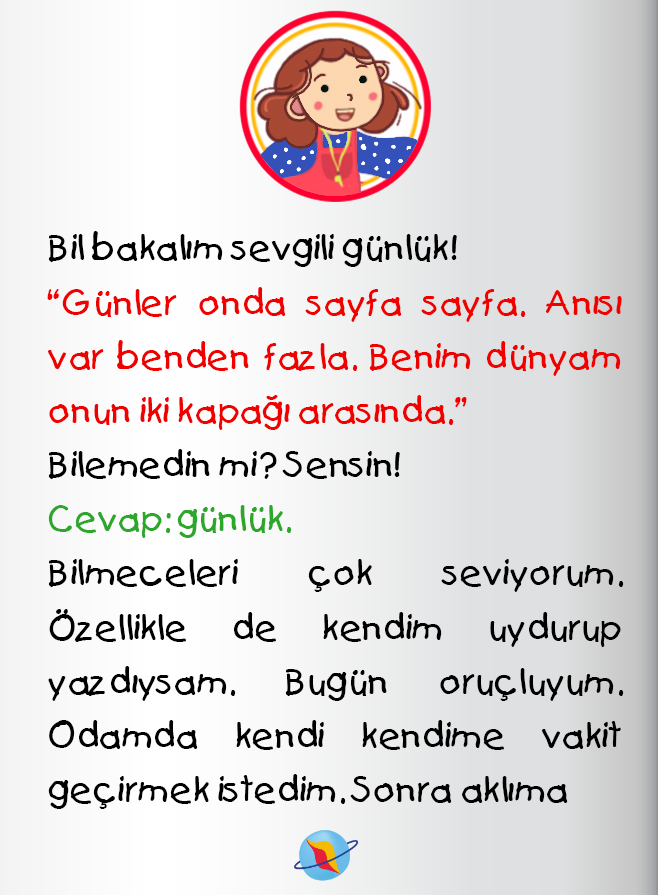 Bil bakalım sevgili günlük!
“Günler onda sayfa sayfa. Anısı
var benden fazla. Benim dünyam
onun iki kapağı arasında.”
Bilemedin mi? Sensin!
Cevap: günlük.
Bilmeceleri çok seviyorum.
Özellikle de kendim uydurup
yazdıysam. Bugün oruçluyum.
Odamda kendi kendime vakit
geçirmek istedim. Sonra aklıma